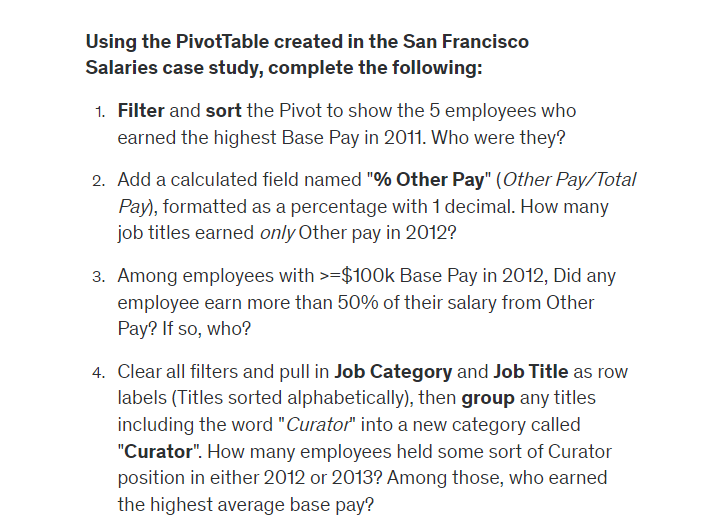 Using the PivotTable created in the San Francisco
Salaries case study, complete the following:
1. Filter and sort the Pivot to show the 5 employees who
earned the highest Base Pay in 2011. Who were they?
2. Add a calculated field named "% Other Pay" (Other Pay/Total
Pay), formatted as a percentage with 1 decimal. How many
job titles earned only Other pay in 2012?
3. Among employees with >=$100k Base Pay in 2012, Did any
employee earn more than 50% of their salary from Other
Pay? If so, who?
4. Clear all filters and pull in Job Category and Job Title as row
labels (Titles sorted alphabetically), then group any titles
including the word "Curator" into a new category called
"Curator". How many employees held some sort of Curator
position in either 2012 or 2013? Among those, who earned
the highest average base pay?